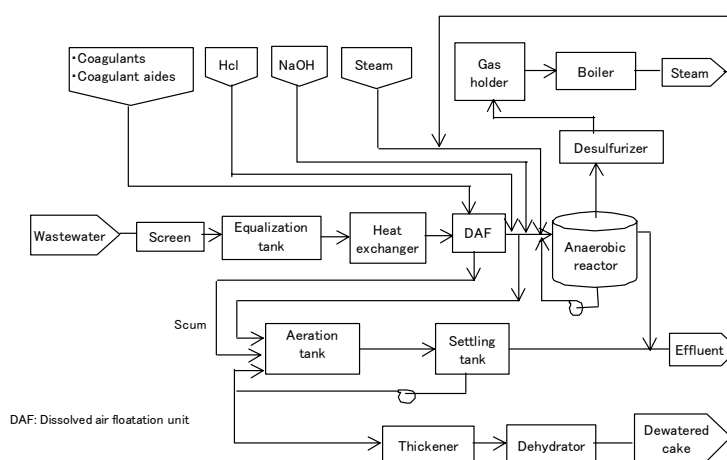 ・Coagulants
・Coagulant aides
Hcl
NaOH
Steam
Gas
holder
Boiler
Steam
Desulfurizer
Wastewater
Screen
Equalization
tank
Heat
exchanger
DAF
Anaerobic
reactor
Scum
Aeration
tank
Settling
tank
Effluent
DAF: Dissolved air floatation unit
Thickener
Dehydrator
Dewatered
cake